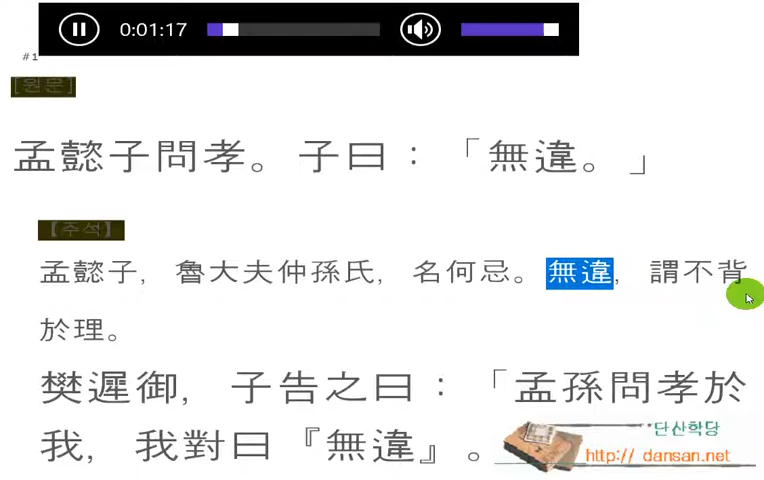 0:01:17
#1
[원문]
孟懿子問孝。子曰：「無違。」
【주석】
孟懿子, 魯大夫仲孫氏, 名何忌。無違, 謂不背
於理。
樊遲御, 子告之曰：「孟孫問孝於
我, 我對曰『無違』。
단산학당
http:// dansan.net